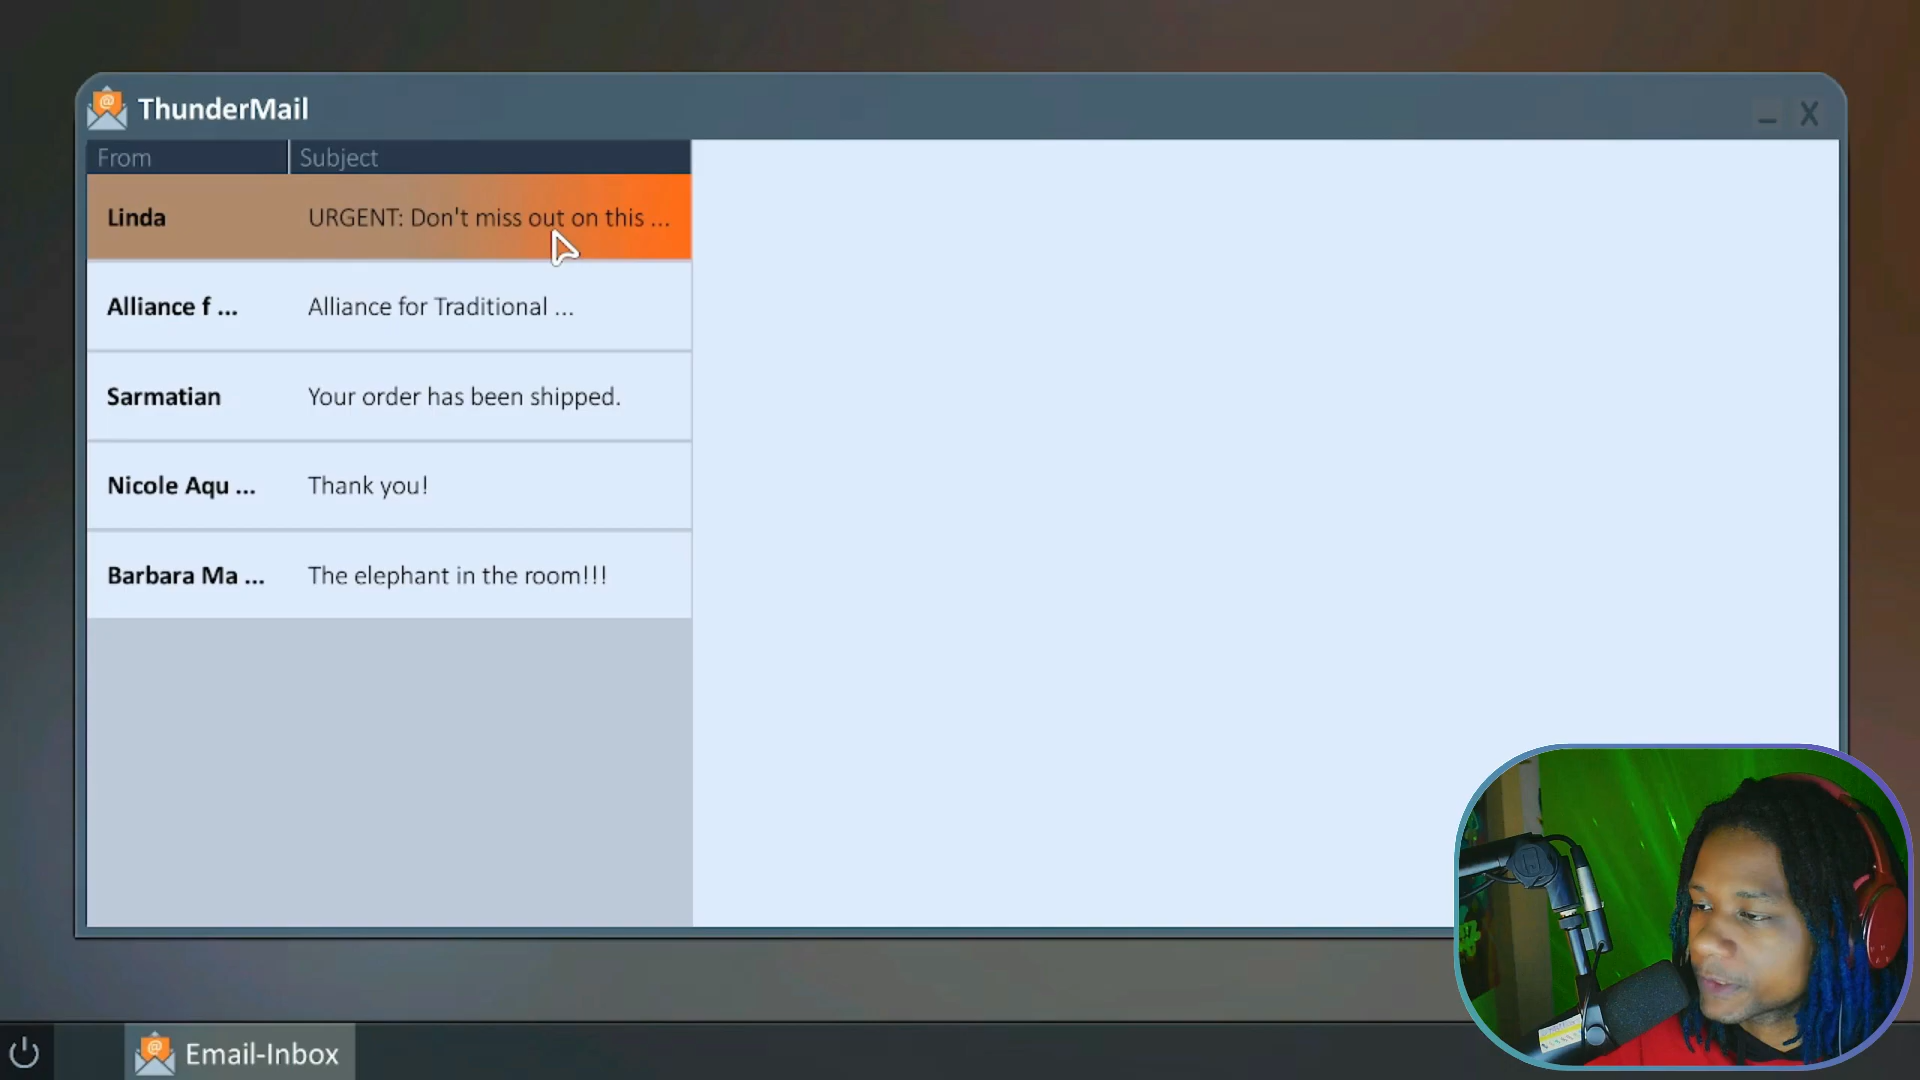 ThunderMail
From Subject
Linda URGENT: Don't miss out on this ...
Alliance f ... Alliance for Traditional ...
Sarmatian Your order has been shipped.
Nicole Aqu ... Thank you!
Barbara Ma ... The elephant in the room!!!
Email-Inbox